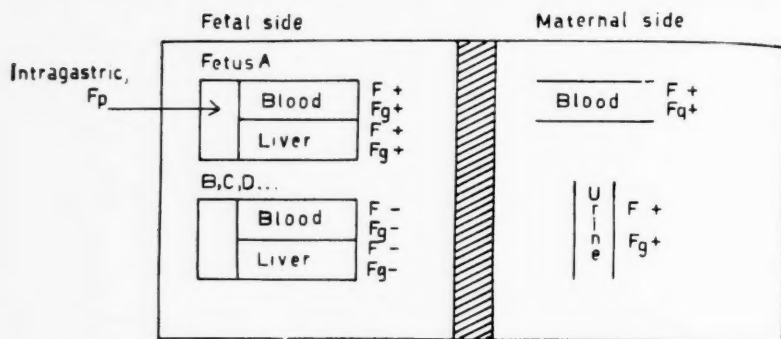 Fetal side
Maternal side
Fetus A
Intragastric,
Fp
Blood
Liver
F +
Fg+
F +
Fg+
B,C,D...
Blood
Liver
F -
Fg-
F -
Fg-
Blood
F +
Fg+
Urine
F +
Fg+